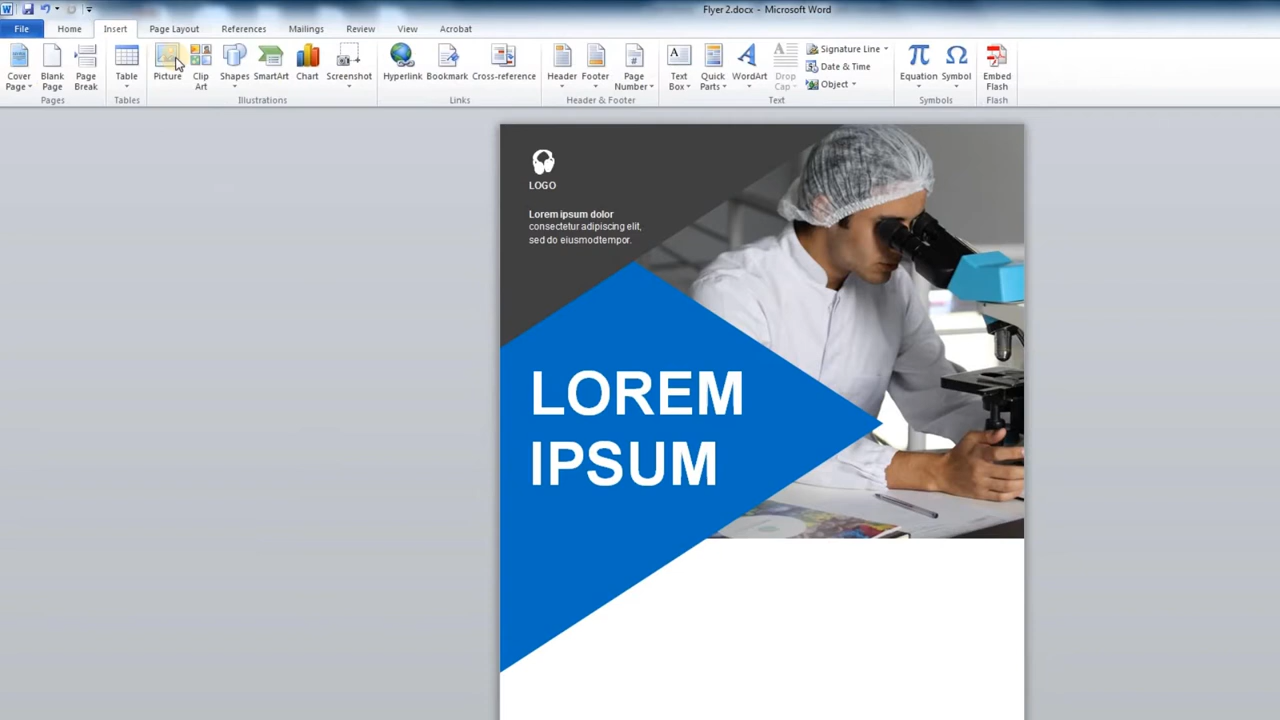 Flyer 2.docx - Microsoft Word
File Home Insert Page Layout References Mailings Review View Acrobat
Cover Page
Blank Page
Page Break
Table
Picture
Clip Art
Shapes
SmartArt
Chart
Screenshot
Hyperlink
Bookmark
Cross-reference
Header
Footer
Page Number
Text Box
Quick Parts
WordArt
Drop Cap
Signature Line
Date & Time
Object
Equation
Symbol
Embed Flash
Pages Tables Illustrations Links Header & Footer Text Symbols Flash
LOGO
Lorem ipsum dolor
consectetur adipiscing elit,
sed do eiusmodtempor.
LOREM
IPSUM